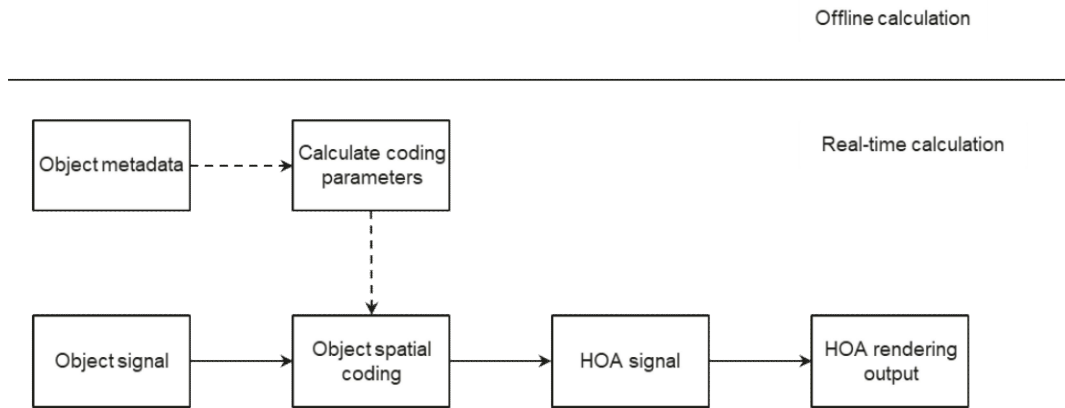 Offline calculation
Real-time calculation
Object metadata
Calculate coding
parameters
Object signal
Object spatial
coding
HOA signal
HOA rendering
output